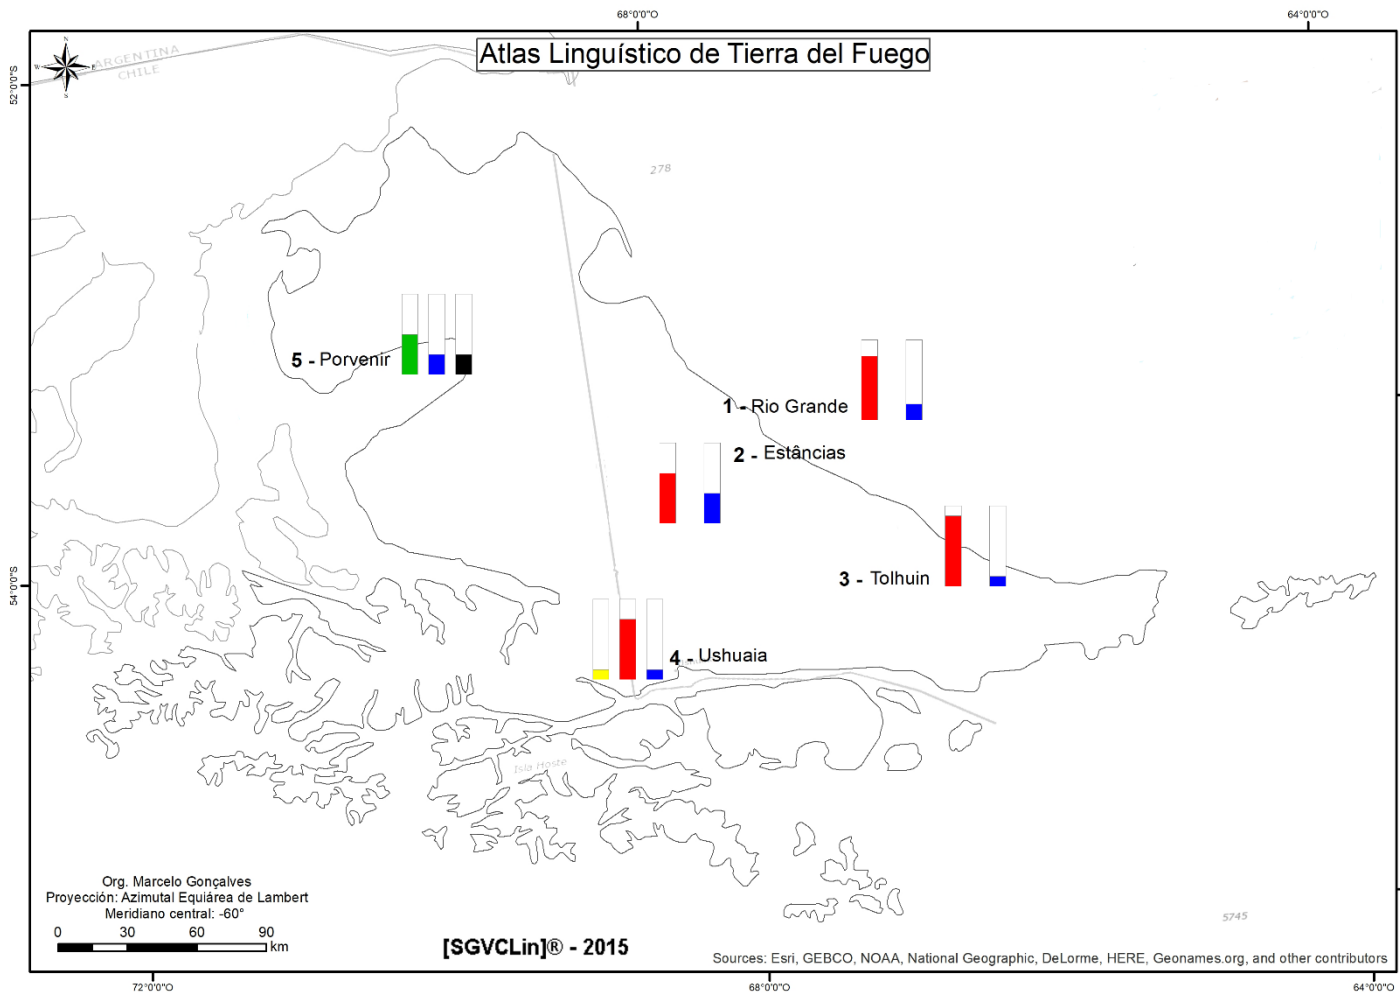 68°0'0"O
64°0'0"O
Atlas Linguístico de Tierra del Fuego
N
W
E
S
ARGENTINA
CHILE
52°0'0"S
278
5 - Porvenir
1 - Rio Grande
2 - Estâncias
3 - Tolhuin
54°0'0"S
4 - Ushuaia
Isla Hoste
Org. Marcelo Gonçalves
Proyección: Azimutal Equiárea de Lambert
Meridiano central: -60°
0 30 60 90
km
[SGVCLin]® - 2015
5745
Sources: Esri, GEBCO, NOAA, National Geographic, DeLorme, HERE, Geonames.org, and other contributors
72°0'0"O
68°0'0"O
64°0'0"O